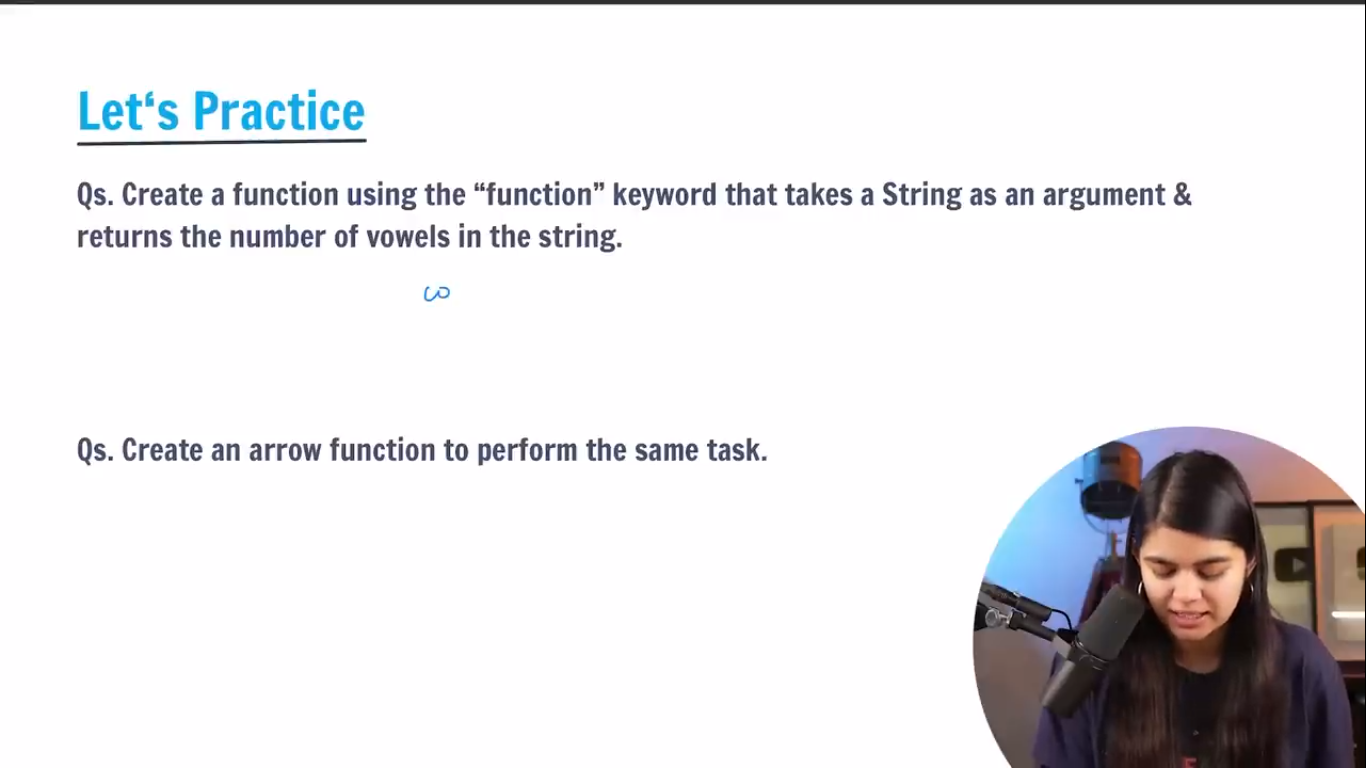 Let‘s Practice
Qs. Create a function using the “function” keyword that takes a String as an argument &
returns the number of vowels in the string.
Qs. Create an arrow function to perform the same task.